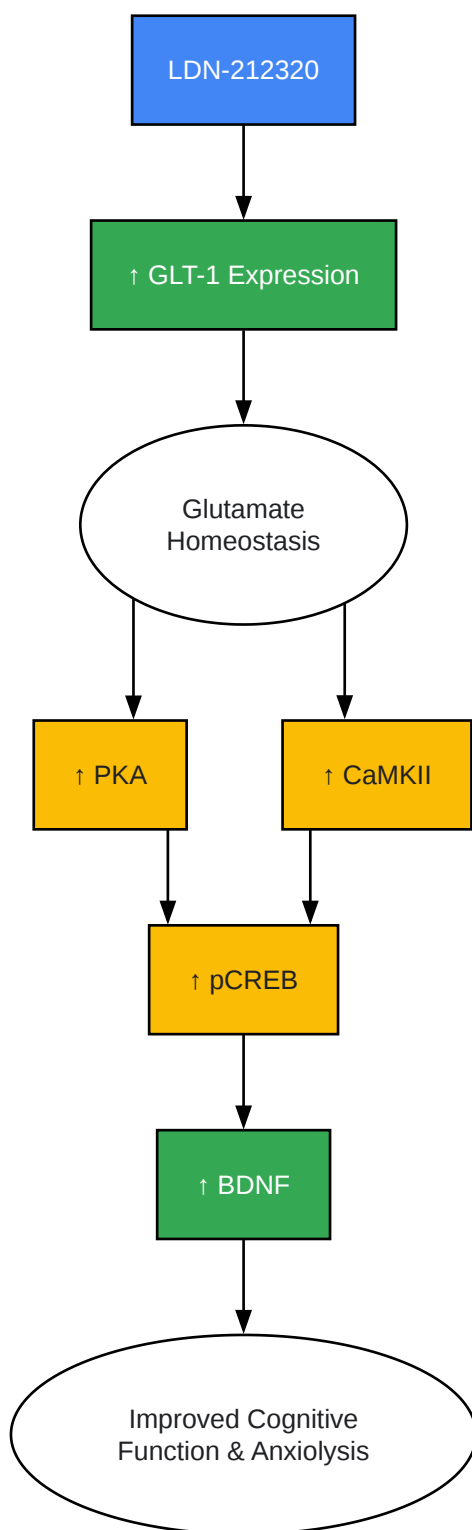 LDN-212320
↑ GLT-1 Expression
Glutamate
Homeostasis
↑ PKA
↑ CaMKII
↑ pCREB
↑ BDNF
Improved Cognitive
Function & Anxiolysis